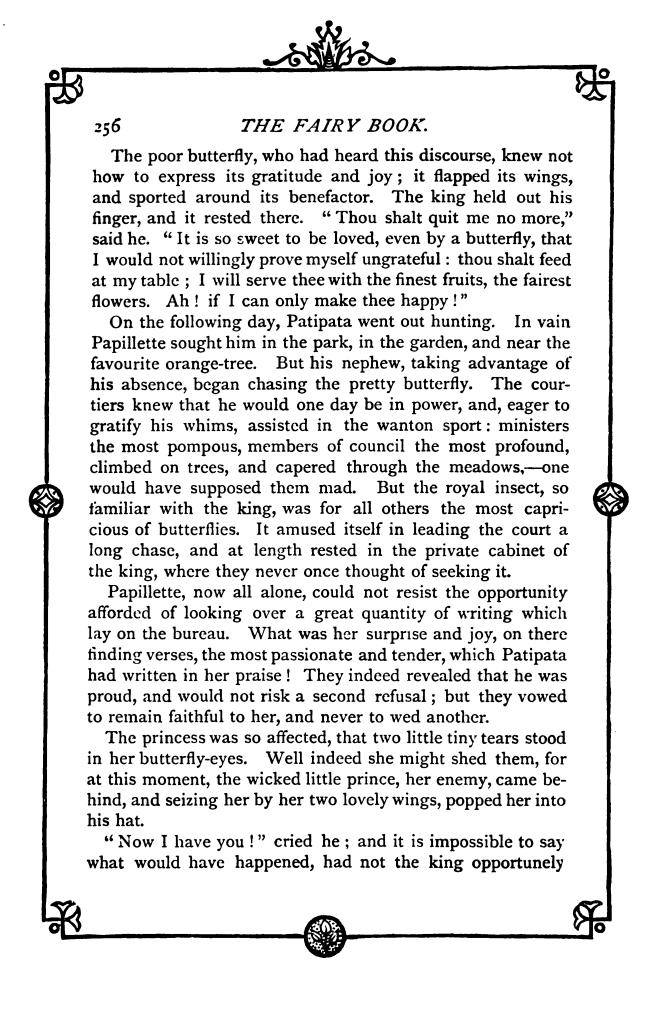 256 THE FAIRY BOOK.
The poor butterfly, who had heard this discourse, knew not
how to express its gratitude and joy ; it flapped its wings,
and sported around its benefactor. The king held out his
finger, and it rested there. “ Thou shalt quit me no more,”
said he. “ It is so sweet to be loved, even by a butterfly, that
I would not willingly prove myself ungrateful : thou shalt feed
at my table ; I will serve thee with the finest fruits, the fairest
flowers. Ah ! if I can only make thee happy ! ”
On the following day, Patipata went out hunting. In vain
Papillette sought him in the park, in the garden, and near the
favourite orange-tree. But his nephew, taking advantage of
his absence, began chasing the pretty butterfly. The cour-
tiers knew that he would one day be in power, and, eager to
gratify his whims, assisted in the wanton sport : ministers
the most pompous, members of council the most profound,
climbed on trees, and capered through the meadows,—one
would have supposed them mad. But the royal insect, so
familiar with the king, was for all others the most capri-
cious of butterflies. It amused itself in leading the court a
long chase, and at length rested in the private cabinet of
the king, where they never once thought of seeking it.
Papillette, now all alone, could not resist the opportunity
afforded of looking over a great quantity of writing which
lay on the bureau. What was her surprise and joy, on there
finding verses, the most passionate and tender, which Patipata
had written in her praise ! They indeed revealed that he was
proud, and would not risk a second refusal ; but they vowed
to remain faithful to her, and never to wed another.
The princess was so affected, that two little tiny tears stood
in her butterfly-eyes. Well indeed she might shed them, for
at this moment, the wicked little prince, her enemy, came be-
hind, and seizing her by her two lovely wings, popped her into
his hat.
“ Now I have you ! ” cried he ; and it is impossible to say
what would have happened, had not the king opportunely